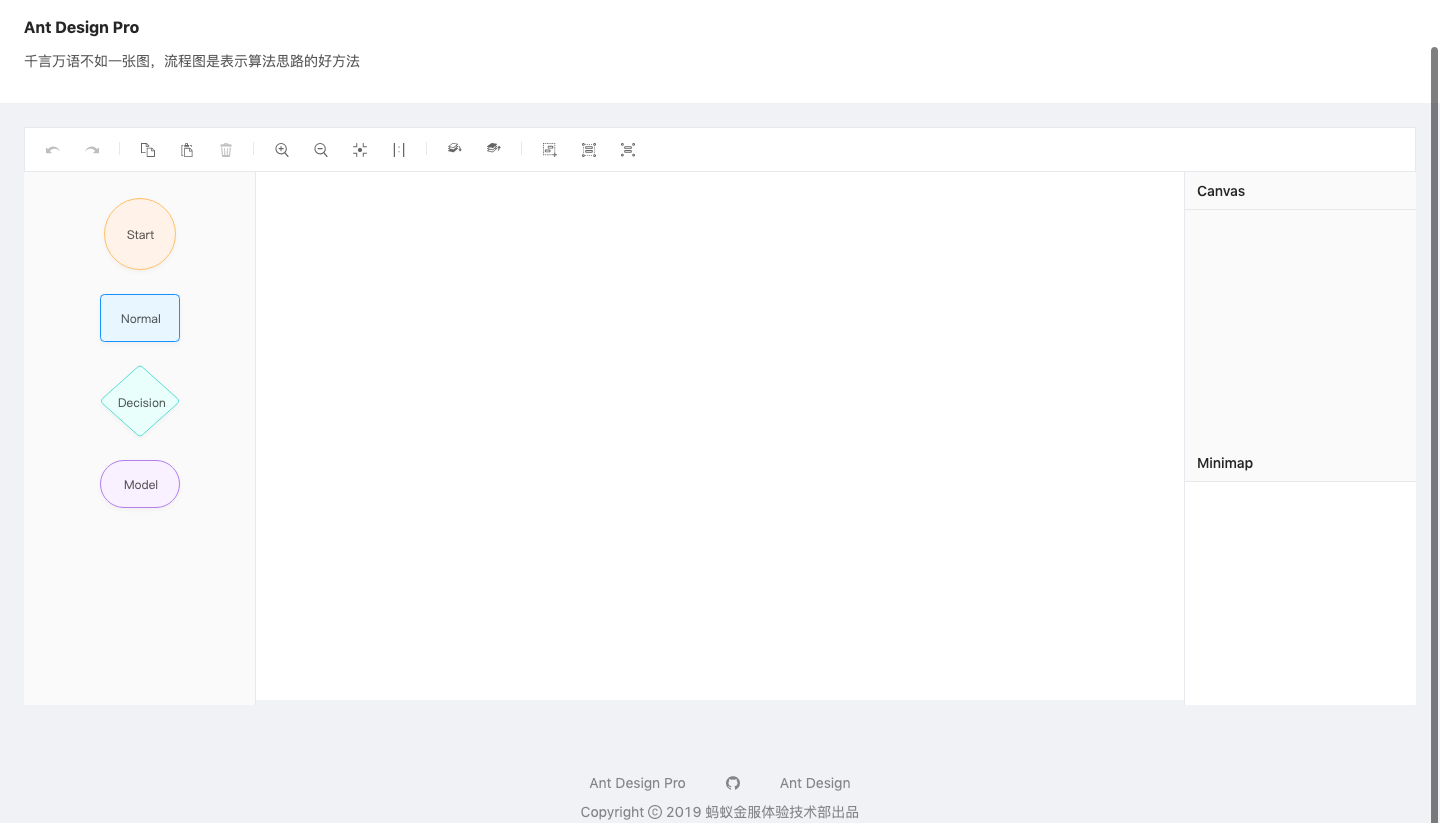 Ant Design Pro
千言万语不如一张图，流程图是表示算法思路的好方法
Start
Normal
Decision
Model
Canvas
Minimap
Ant Design Pro
Ant Design
Copyright © 2019 蚂蚁金服体验技术部出品